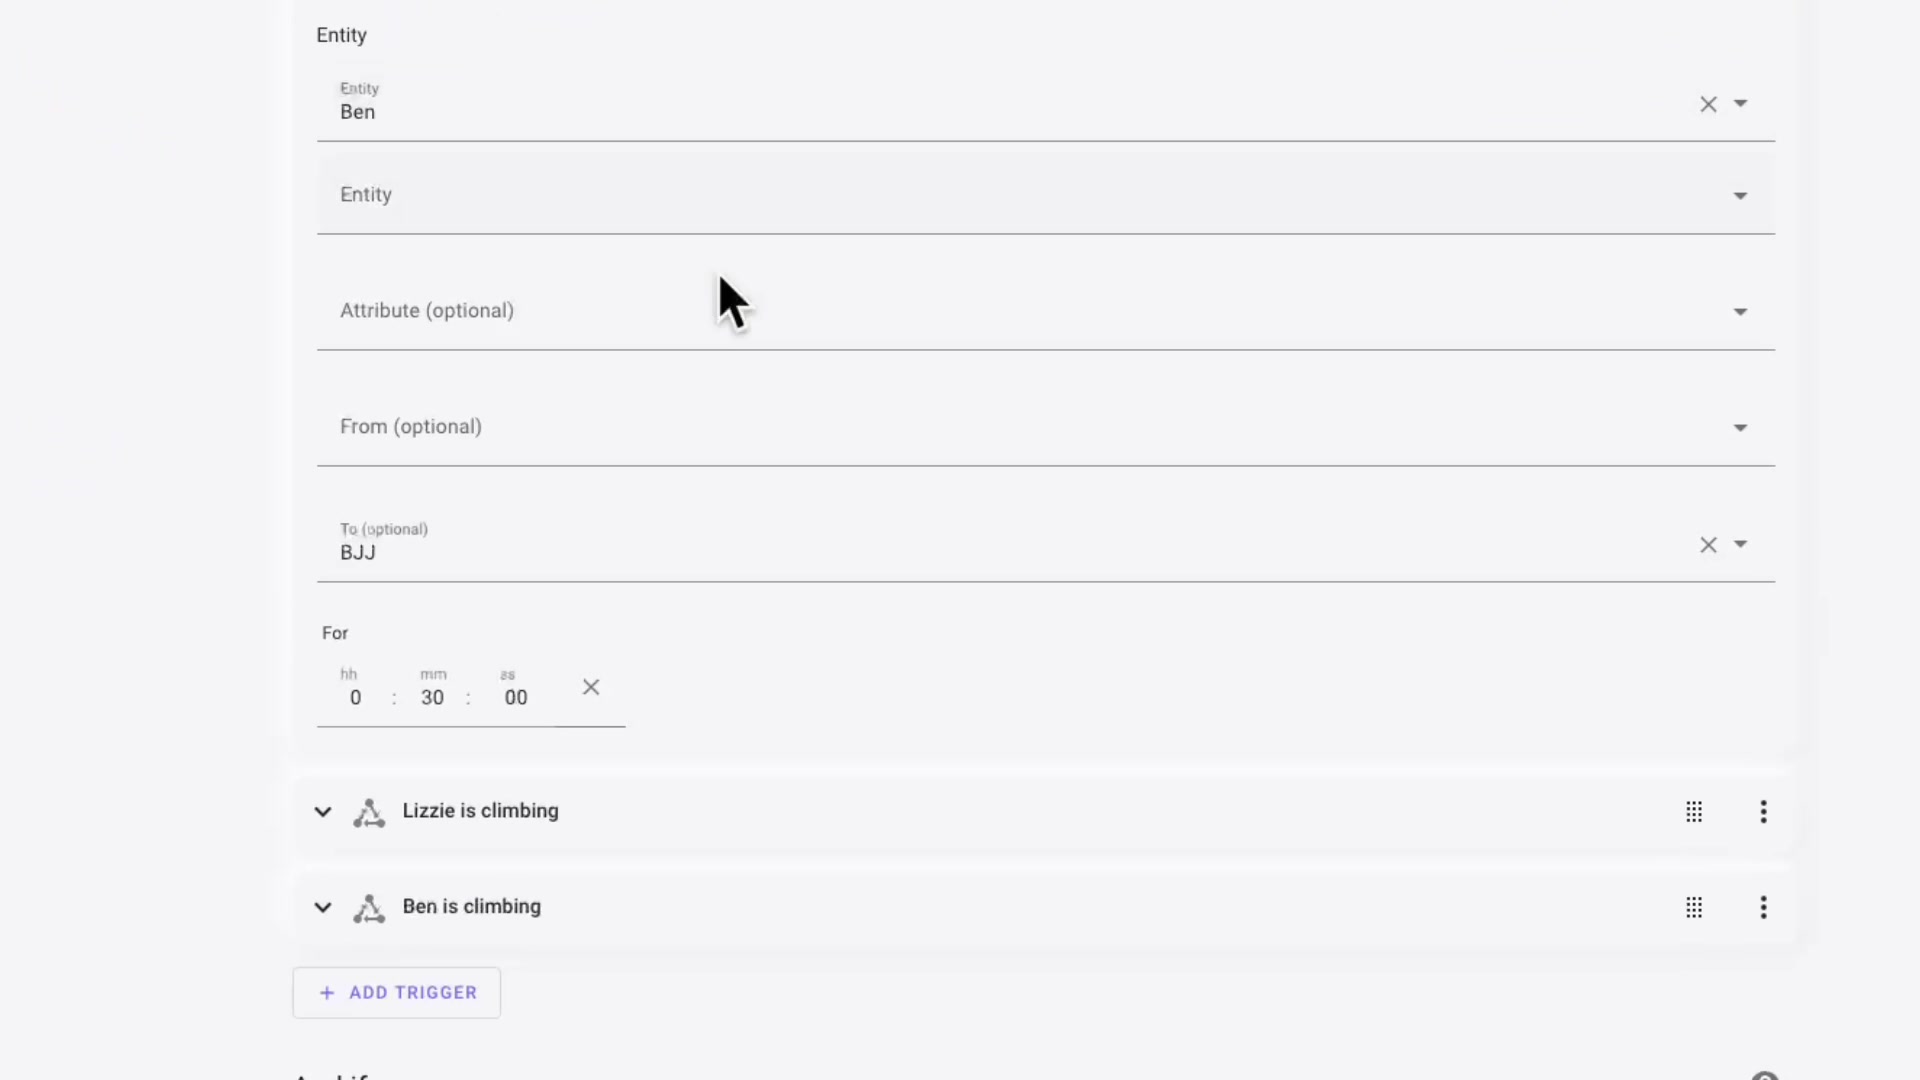 Entity
Entity
Ben
Entity
Attribute (optional)
From (optional)
To (optional)
BJJ
For
hh mm ss
0 : 30 : 00
Lizzie is climbing
Ben is climbing
+ ADD TRIGGER